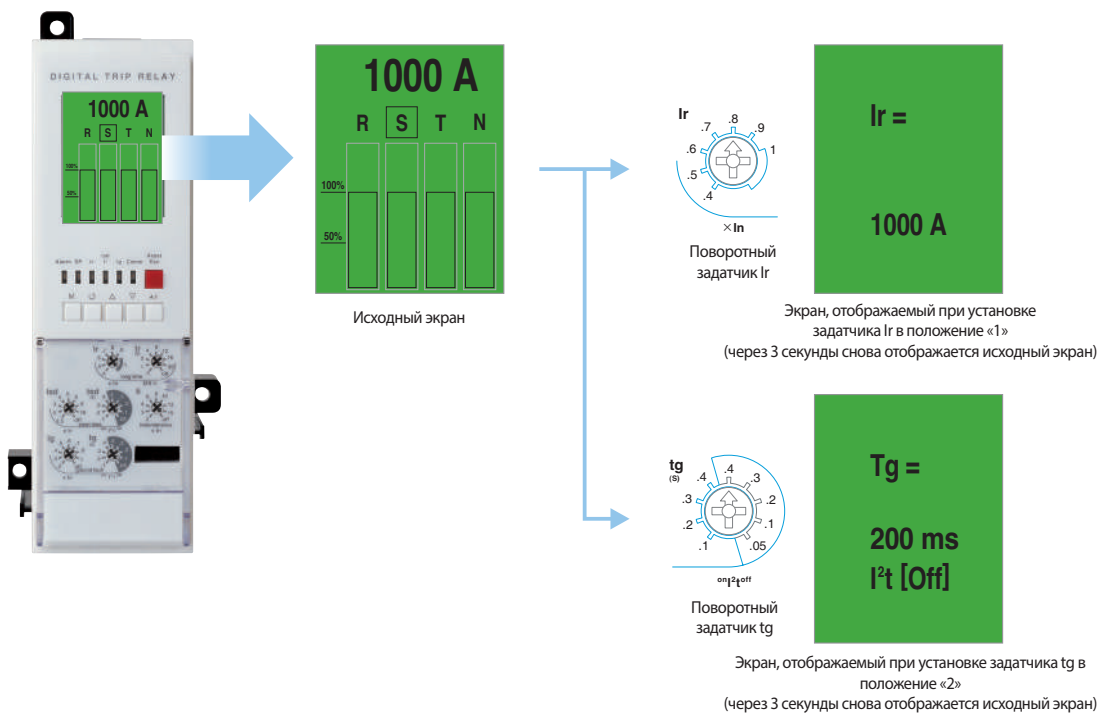 DIGITAL TRIP RELAY
1000 A
R S T N
100%
50%
1000 A
R S T N
100%
50%
Исходный экран
Ir
.4 .5 .6 .7 .8 .9 1
×In
Поворотный
задатчик Ir
Ir =
1000 A
Экран, отображаемый при установке
задатчика Ir в положение «1»
(через 3 секунды снова отображается исходный экран)
tg
(S)
.1 .2 .3 .4 .4 .3 .2 .1 .05
on I²t off
Поворотный
задатчик tg
Tg =
200 ms
I²t [Off]
Экран, отображаемый при установке задатчика tg в
положение «2»
(через 3 секунды снова отображается исходный экран)